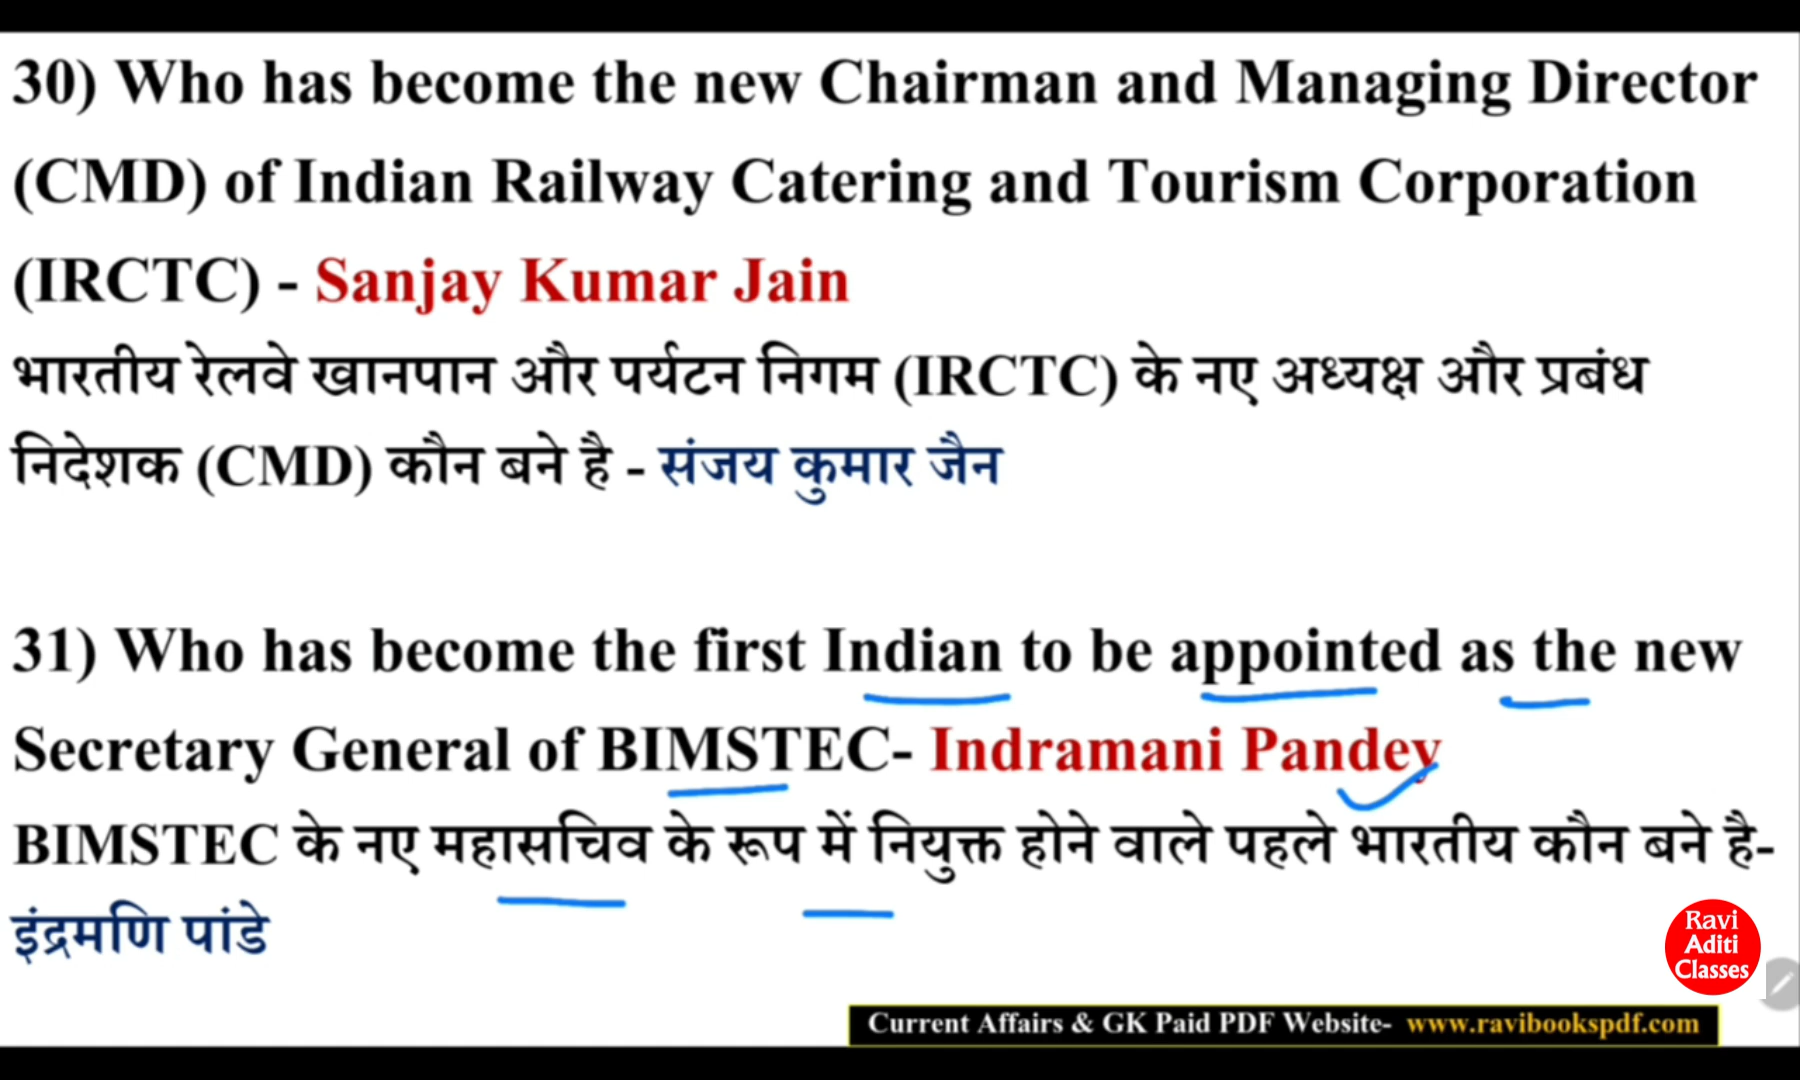 30) Who has become the new Chairman and Managing Director
(CMD) of Indian Railway Catering and Tourism Corporation
(IRCTC) - Sanjay Kumar Jain
भारतीय रेलवे खानपान और पर्यटन निगम (IRCTC) के नए अध्यक्ष और प्रबंध
निदेशक (CMD) कौन बने है - संजय कुमार जैन
31) Who has become the first Indian to be appointed as the new
Secretary General of BIMSTEC- Indramani Pandey
BIMSTEC के नए महासचिव के रूप में नियुक्त होने वाले पहले भारतीय कौन बने है-
इंद्रमणि पांडे
Ravi
Aditi
Classes
Current Affairs & GK Paid PDF Website- www.ravibookspdf.com